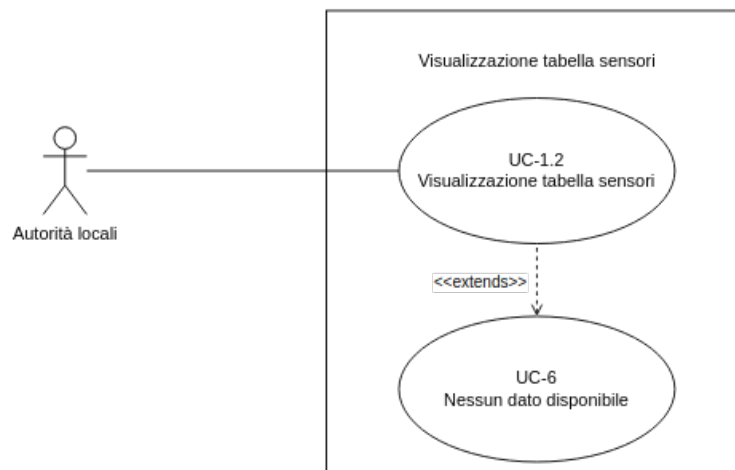 Visualizzazione tabella sensori
UC-1.2
Visualizzazione tabella sensori
Autorità locali
<<extends>>
UC-6
Nessun dato disponibile